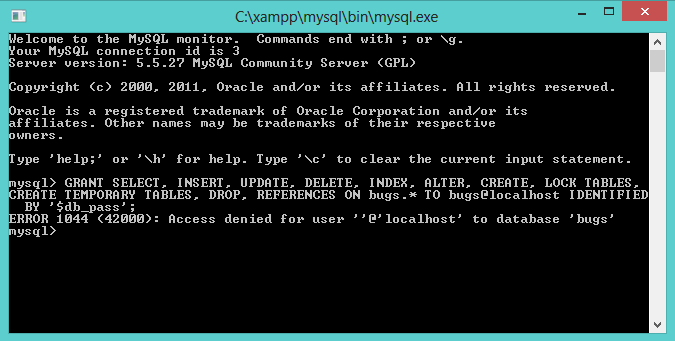 C:\xampp\mysql\bin\mysql.exe
Welcome to the MySQL monitor.  Commands end with ; or \g.
Your MySQL connection id is 3
Server version: 5.5.27 MySQL Community Server (GPL)
Copyright (c) 2000, 2011, Oracle and/or its affiliates. All rights reserved.
Oracle is a registered trademark of Oracle Corporation and/or its
affiliates. Other names may be trademarks of their respective
owners.
Type 'help;' or '\h' for help. Type '\c' to clear the current input statement.
mysql> GRANT SELECT, INSERT, UPDATE, DELETE, INDEX, ALTER, CREATE, LOCK TABLES,
CREATE TEMPORARY TABLES, DROP, REFERENCES ON bugs.* TO bugs@localhost IDENTIFIED
  BY '$db_pass';
ERROR 1044 (42000): Access denied for user ''@'localhost' to database 'bugs'
mysql>